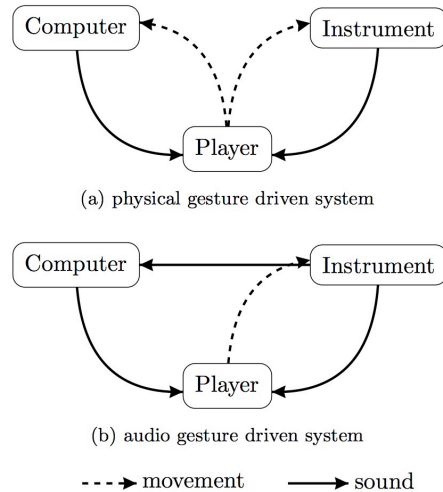 Computer
Instrument
Player
(a) physical gesture driven system
Computer
Instrument
Player
(b) audio gesture driven system
movement
sound